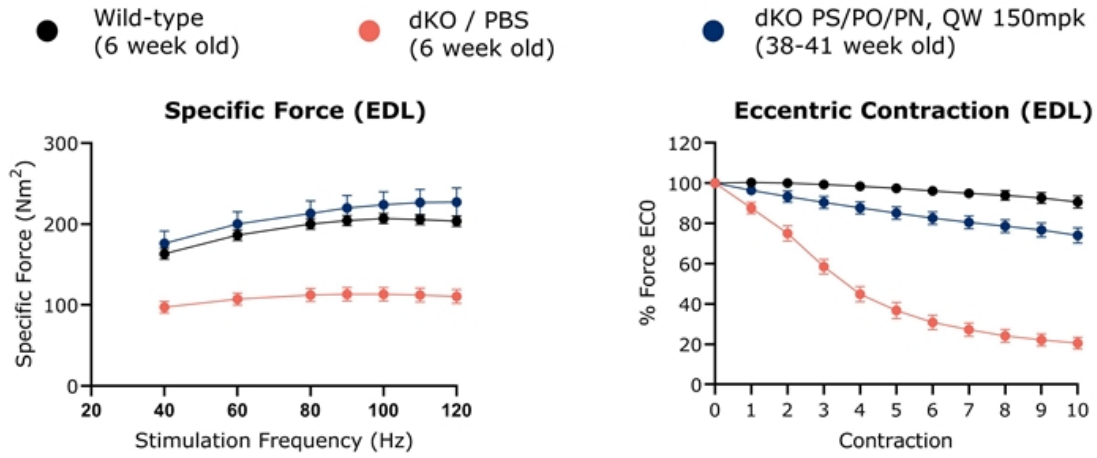 Wild-type
(6 week old)
dKO / PBS
(6 week old)
dKO PS/PO/PN, QW 150mpk
(38-41 week old)
Specific Force (EDL)
Specific Force (Nm²)
300
200
100
0
20 40 60 80 100 120
Stimulation Frequency (Hz)
Eccentric Contraction (EDL)
% Force EC0
120
100
80
60
40
20
0
0 1 2 3 4 5 6 7 8 9 10
Contraction